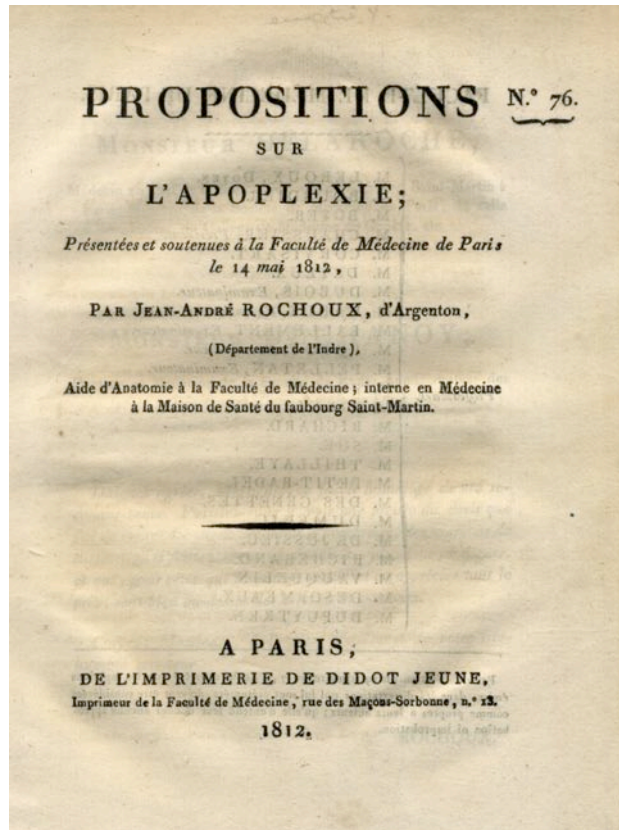 PROPOSITIONS N.° 76.
SUR
L'APOPLEXIE;
Présentées et soutenues à la Faculté de Médecine de Paris
le 14 mai 1812,
PAR JEAN-ANDRÉ ROCHOUX, d'Argenton,
(Département de l'Indre),
Aide d'Anatomie à la Faculté de Médecine; interne en Médecine
à la Maison de Santé du faubourg Saint-Martin.
A PARIS,
DE L'IMPRIMERIE DE DIDOT JEUNE,
Imprimeur de la Faculté de Médecine, rue des Maçons-Sorbonne, n.° 13.
1812.